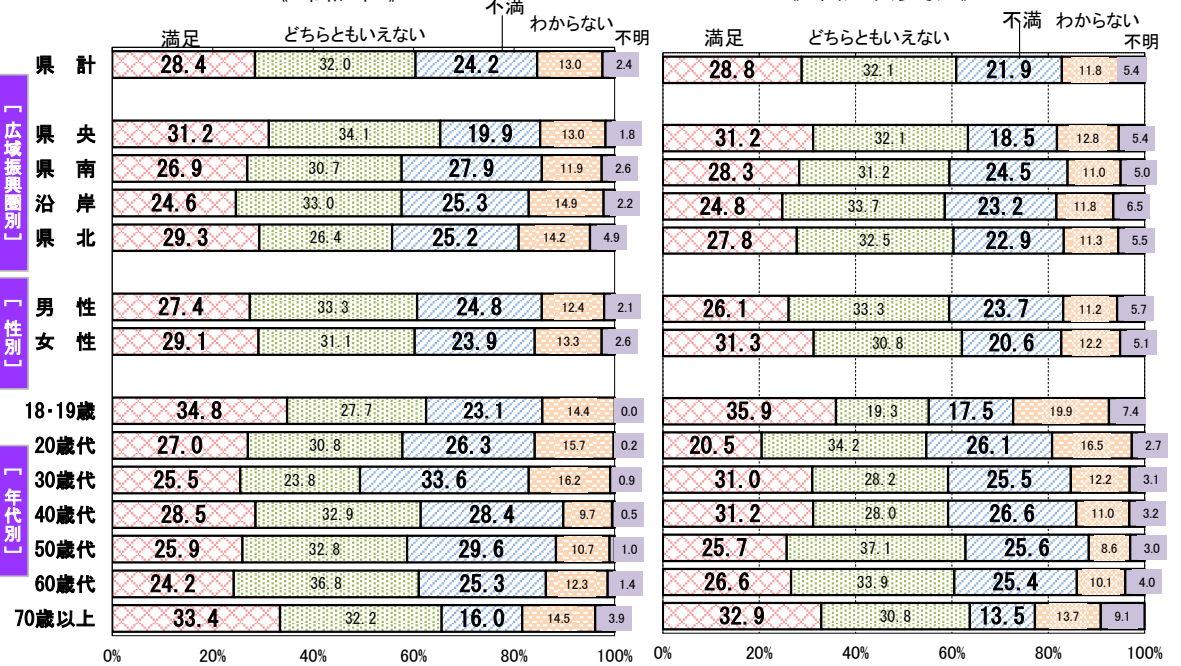 不満
満足 どちらともいえない わからない 不明
県 計 28.4 32.0 24.2 13.0 2.4
[広域振興圏別]
県 央 31.2 34.1 19.9 13.0 1.8
県 南 26.9 30.7 27.9 11.9 2.6
沿 岸 24.6 33.0 25.3 14.9 2.2
県 北 29.3 26.4 25.2 14.2 4.9
[性別]
男 性 27.4 33.3 24.8 12.4 2.1
女 性 29.1 31.1 23.9 13.3 2.6
18・19歳 34.8 27.7 23.1 14.4 0.0
[年代別]
20歳代 27.0 30.8 26.3 15.7 0.2
30歳代 25.5 23.8 33.6 16.2 0.9
40歳代 28.5 32.9 28.4 9.7 0.5
50歳代 25.9 32.8 29.6 10.7 1.0
60歳代 24.2 36.8 25.3 12.3 1.4
70歳以上 33.4 32.2 16.0 14.5 3.9
0% 20% 40% 60% 80% 100%
不満 わからない
満足 どちらともいえない 不明
28.8 32.1 21.9 11.8 5.4
31.2 32.1 18.5 12.8 5.4
28.3 31.2 24.5 11.0 5.0
24.8 33.7 23.2 11.8 6.5
27.8 32.5 22.9 11.3 5.5
26.1 33.3 23.7 11.2 5.7
31.3 30.8 20.6 12.2 5.1
35.9 19.3 17.5 19.9 7.4
20.5 34.2 26.1 16.5 2.7
31.0 28.2 25.5 12.2 3.1
31.2 28.0 26.6 11.0 3.2
25.7 37.1 25.6 8.6 3.0
26.6 33.9 25.4 10.1 4.0
32.9 30.8 13.5 13.7 9.1
0% 20% 40% 60% 80% 100%